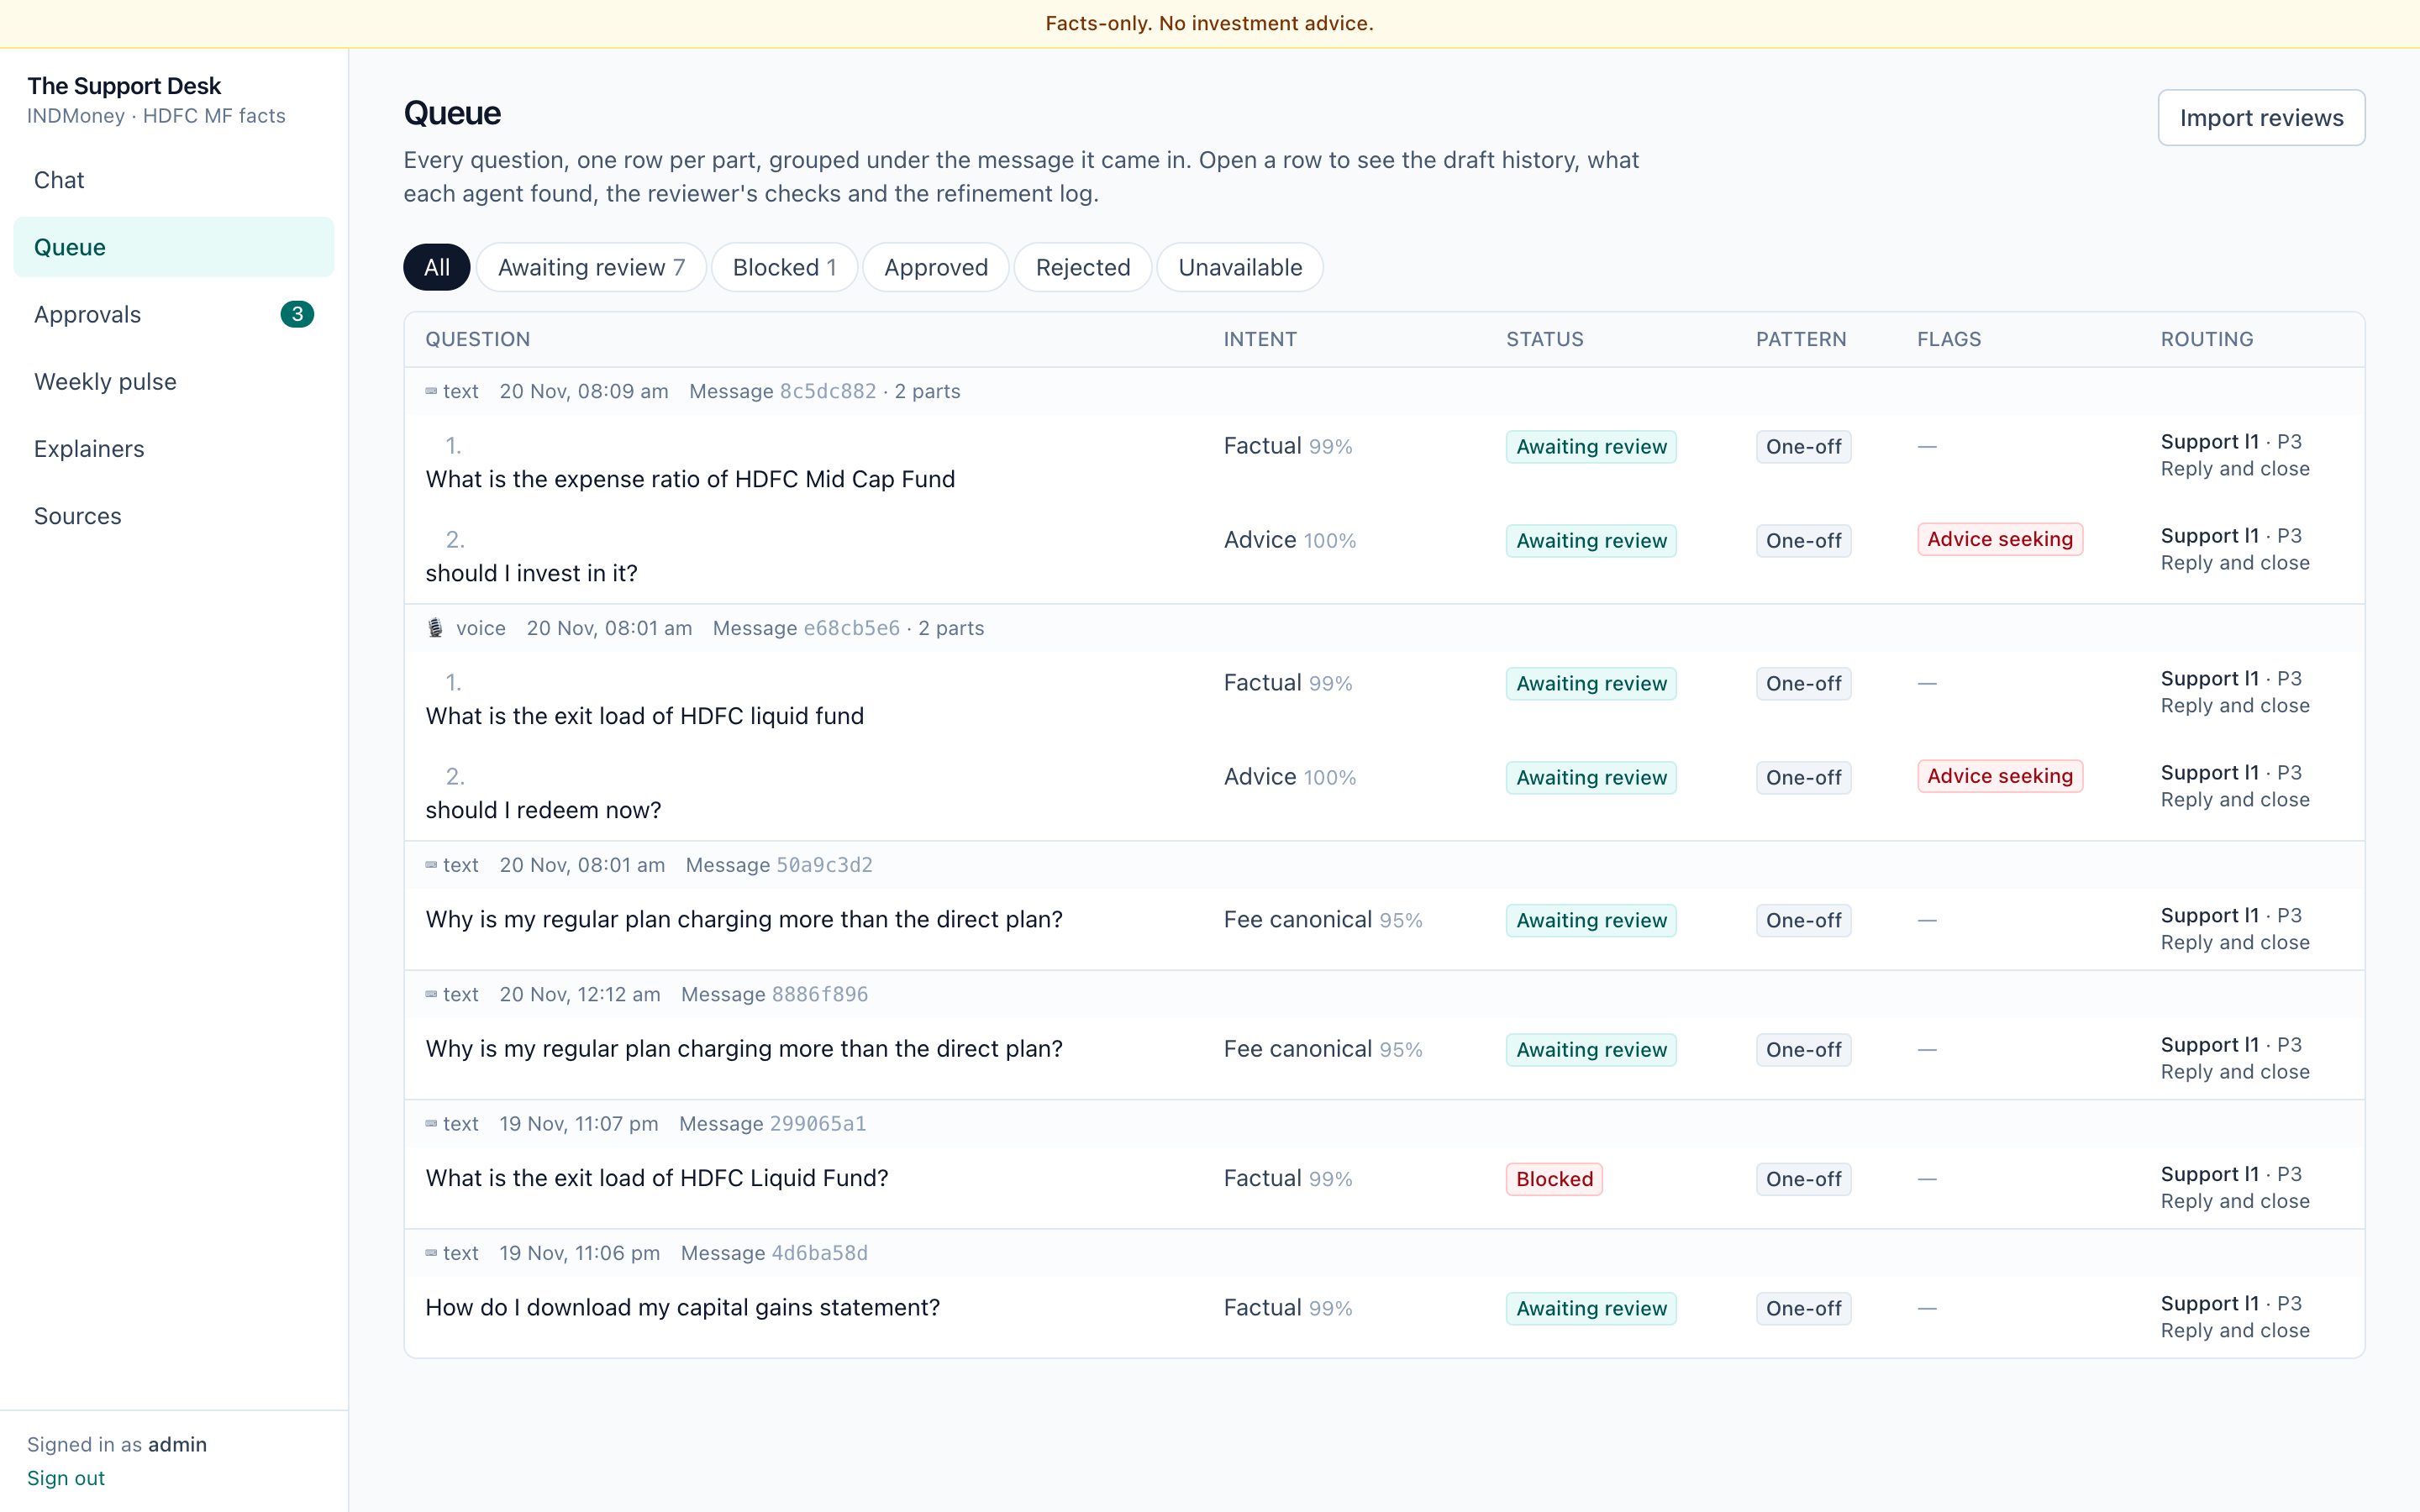 Facts-only. No investment advice.
The Support Desk
INDMoney · HDFC MF facts
Chat
Queue
Approvals 3
Weekly pulse
Explainers
Sources
Signed in as admin
Sign out
Queue
Import reviews
Every question, one row per part, grouped under the message it came in. Open a row to see the draft history, what
each agent found, the reviewer's checks and the refinement log.
All Awaiting review 7 Blocked 1 Approved Rejected Unavailable
QUESTION INTENT STATUS PATTERN FLAGS ROUTING
text 20 Nov, 08:09 am Message 8c5dc882 · 2 parts
1. Factual 99% Awaiting review One-off — Support l1 · P3
What is the expense ratio of HDFC Mid Cap Fund Reply and close
2. Advice 100% Awaiting review One-off Advice seeking Support l1 · P3
should I invest in it? Reply and close
voice 20 Nov, 08:01 am Message e68cb5e6 · 2 parts
1. Factual 99% Awaiting review One-off — Support l1 · P3
What is the exit load of HDFC liquid fund Reply and close
2. Advice 100% Awaiting review One-off Advice seeking Support l1 · P3
should I redeem now? Reply and close
text 20 Nov, 08:01 am Message 50a9c3d2
Why is my regular plan charging more than the direct plan? Fee canonical 95% Awaiting review One-off — Support l1 · P3
Reply and close
text 20 Nov, 12:12 am Message 8886f896
Why is my regular plan charging more than the direct plan? Fee canonical 95% Awaiting review One-off — Support l1 · P3
Reply and close
text 19 Nov, 11:07 pm Message 299065a1
What is the exit load of HDFC Liquid Fund? Factual 99% Blocked One-off — Support l1 · P3
Reply and close
text 19 Nov, 11:06 pm Message 4d6ba58d
How do I download my capital gains statement? Factual 99% Awaiting review One-off — Support l1 · P3
Reply and close